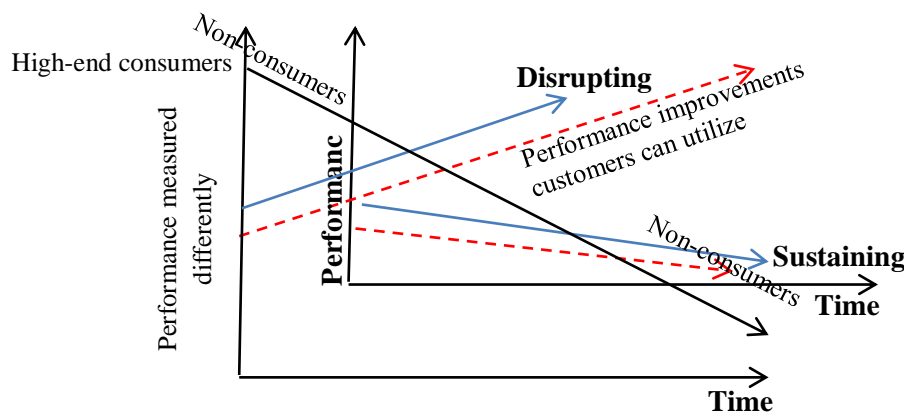 Non-consumers
High-end consumers
Disrupting
Performance improvements
customers can utilize
Performance measured
differently
Performanc
Non-consumers
Sustaining
Time
Time